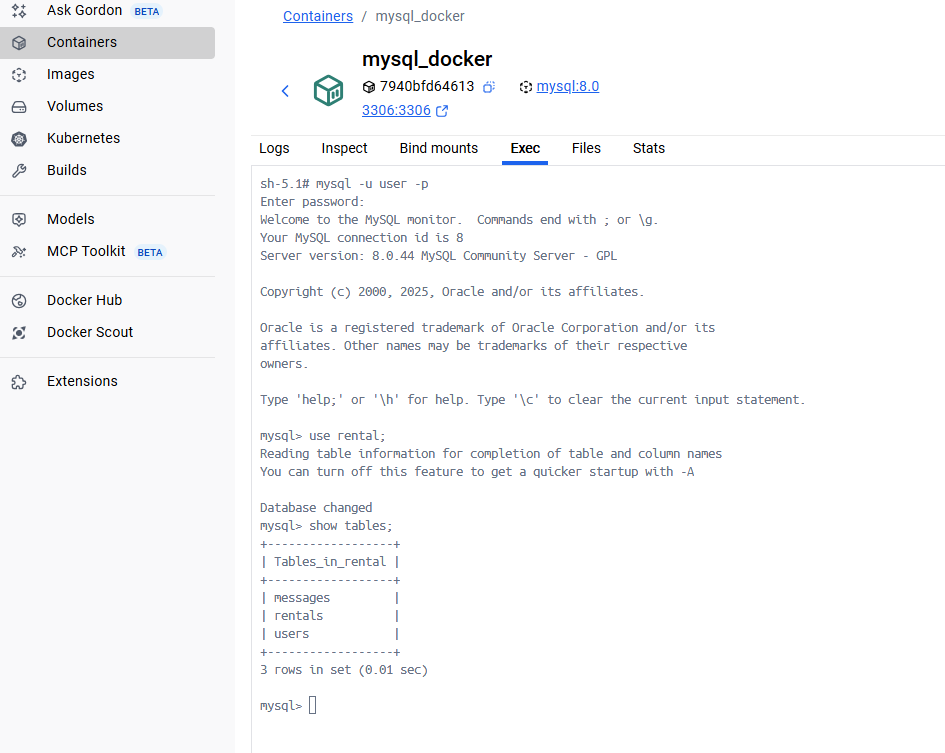 Ask Gordon BETA
Containers
Images
Volumes
Kubernetes
Builds
Models
MCP Toolkit BETA
Docker Hub
Docker Scout
Extensions
Containers / mysql_docker
mysql_docker
7940bfd64613 mysql:8.0
3306:3306
Logs Inspect Bind mounts Exec Files Stats
sh-5.1# mysql -u user -p
Enter password:
Welcome to the MySQL monitor.  Commands end with ; or \g.
Your MySQL connection id is 8
Server version: 8.0.44 MySQL Community Server - GPL
Copyright (c) 2000, 2025, Oracle and/or its affiliates.
Oracle is a registered trademark of Oracle Corporation and/or its
affiliates. Other names may be trademarks of their respective
owners.
Type 'help;' or '\h' for help. Type '\c' to clear the current input statement.
mysql> use rental;
Reading table information for completion of table and column names
You can turn off this feature to get a quicker startup with -A
Database changed
mysql> show tables;
+------------------+
| Tables_in_rental |
+------------------+
| messages         |
| rentals          |
| users            |
+------------------+
3 rows in set (0.01 sec)
mysql>